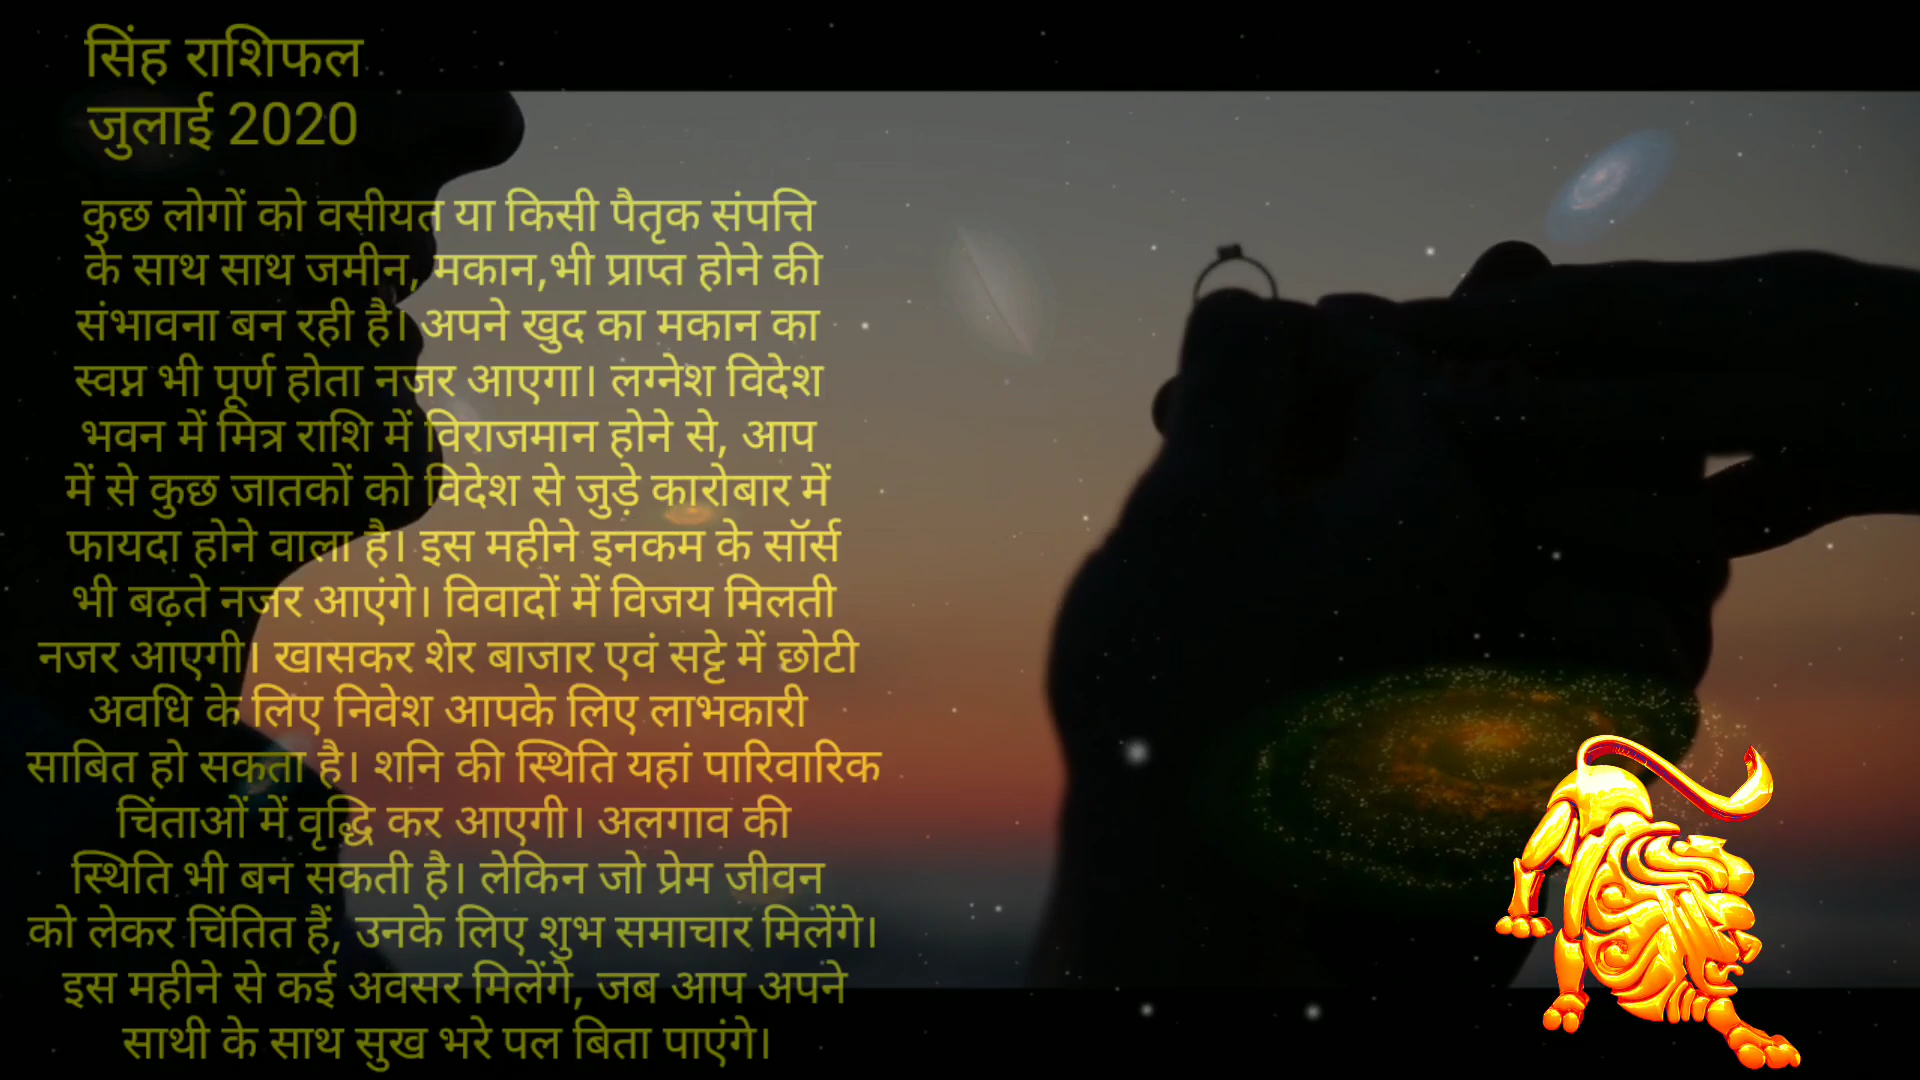 सिंह राशिफल
जुलाई 2020
कुछ लोगों को वसीयत या किसी पैतृक संपत्ति
के साथ साथ जमीन, मकान,भी प्राप्त होने की
संभावना बन रही है। अपने खुद का मकान का
स्वप्न भी पूर्ण होता नजर आएगा। लग्नेश विदेश
भवन में मित्र राशि में विराजमान होने से, आप
में से कुछ जातकों को विदेश से जुड़े कारोबार में
फायदा होने वाला है। इस महीने इनकम के सॉर्स
भी बढ़ते नजर आएंगे। विवादों में विजय मिलती
नजर आएगी। खासकर शेर बाजार एवं सट्टे में छोटी
अवधि के लिए निवेश आपके लिए लाभकारी
साबित हो सकता है। शनि की स्थिति यहां पारिवारिक
चिंताओं में वृद्धि कर आएगी। अलगाव की
स्थिति भी बन सकती है। लेकिन जो प्रेम जीवन
को लेकर चिंतित हैं, उनके लिए शुभ समाचार मिलेंगे।
इस महीने से कई अवसर मिलेंगे, जब आप अपने
साथी के साथ सुख भरे पल बिता पाएंगे।